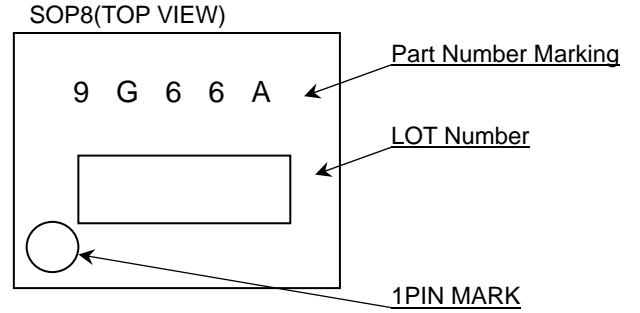 SOP8(TOP VIEW)
Part Number Marking
9 G 6 6 A
LOT Number
1PIN MARK